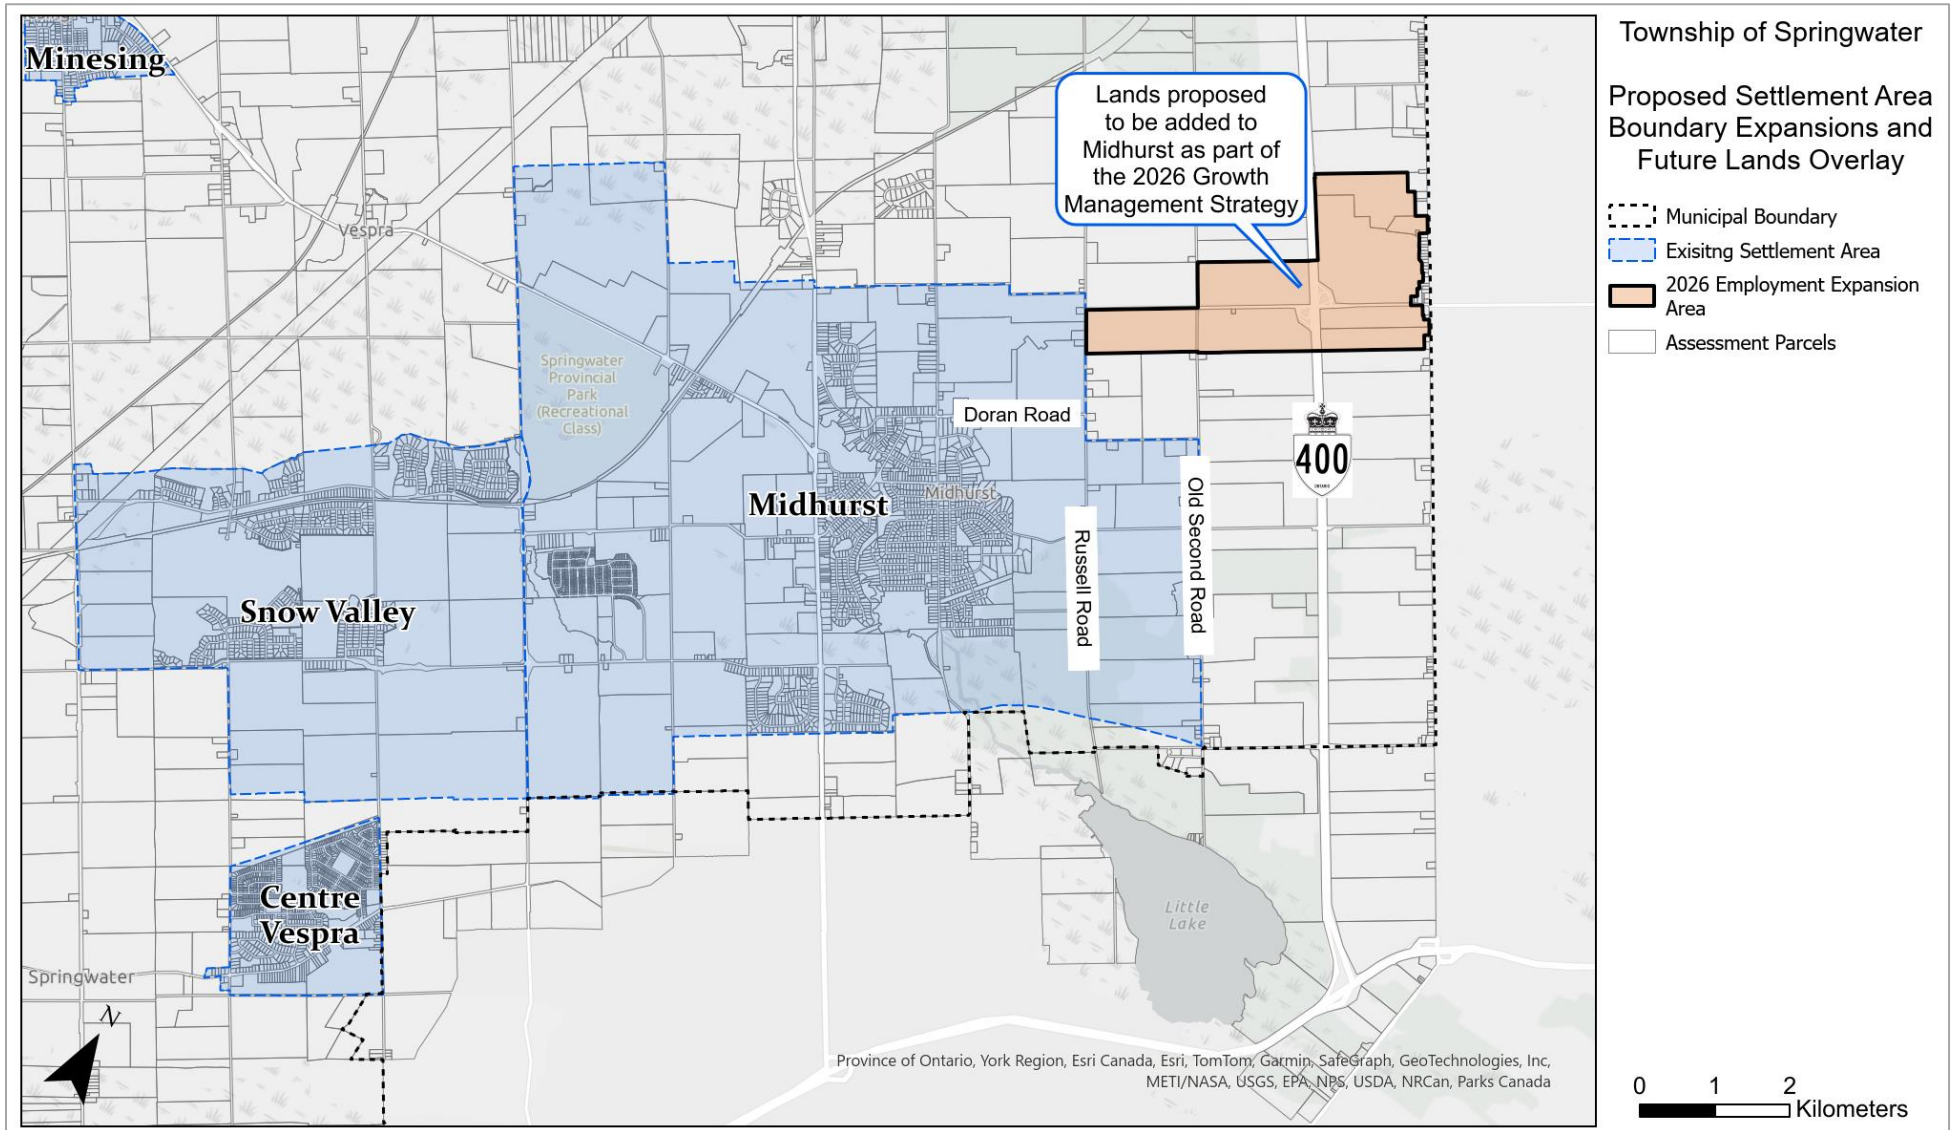 Township of Springwater
Proposed Settlement Area
Boundary Expansions and
Future Lands Overlay
Municipal Boundary
Exisitng Settlement Area
2026 Employment Expansion
Area
Assessment Parcels
Minesing
Lands proposed
to be added to
Midhurst as part of
the 2026 Growth
Management Strategy
Vespra
Springwater
Provincial
Park
(Recreational
Class)
Doran Road
400
ONTARIO
Midhurst
Midhurst
Russell Road
Old Second Road
Snow Valley
Centre
Vespra
Little
Lake
Springwater
N
Province of Ontario, York Region, Esri Canada, Esri, TomTom, Garmin, SafeGraph, GeoTechnologies, Inc,
METI/NASA, USGS, EPA, NPS, USDA, NRCan, Parks Canada
0 1 2
Kilometers